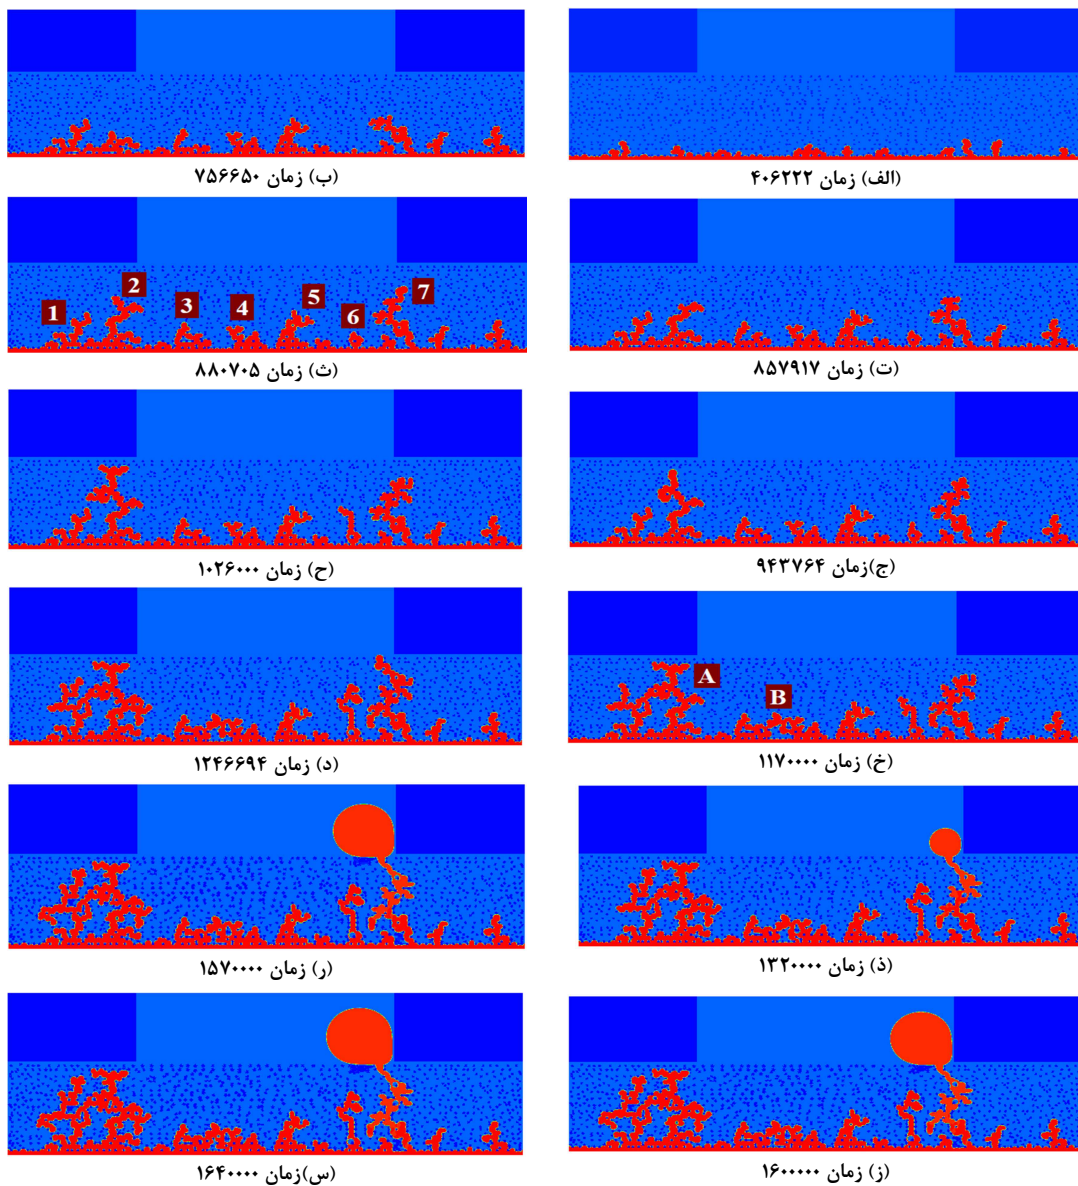 (الف) زمان ۴۰۶۲۲۲
(ب) زمان ۷۵۶۶۵۰
(ت) زمان ۸۵۷۹۱۷
1
2
3
4
5
6
7
(ث) زمان ۸۸۰۷۰۵
(ج)زمان ۹۴۳۷۶۴
(ح) زمان ۱۰۲۶۰۰۰
A
B
(خ) زمان ۱۱۷۰۰۰۰
(د) زمان ۱۲۴۶۶۹۴
(ذ) زمان ۱۳۲۰۰۰۰
(ر) زمان ۱۵۷۰۰۰۰
(ز) زمان ۱۶۰۰۰۰۰
(س)زمان ۱۶۴۰۰۰۰